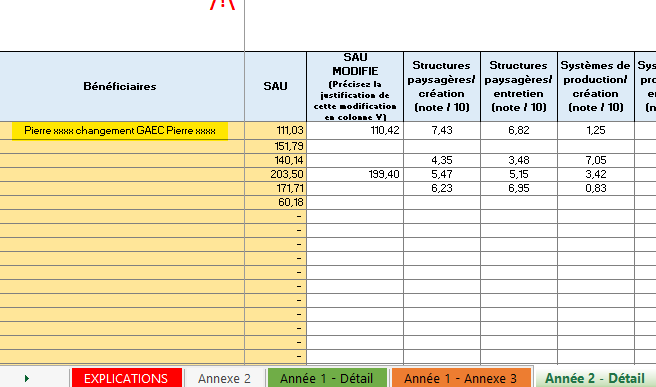 /!\
Bénéficiaires
SAU
SAU
MODIFIE
(Précisez la
justification de
cette modification
en colonne V)
Structures
paysagères/
création
(note / 10)
Structures
paysagères/
entretien
(note / 10)
Systèmes de
production/
création
(note / 10)
Pierre xxxx changement GAEC Pierre xxxx 111,03 110,42 7,43 6,82 1,25
151,79
140,14 4,35 3,48 7,05
203,50 199,40 5,47 5,15 3,42
171,71 6,23 6,95 0,83
60,18
-
-
-
-
-
-
-
-
-
-
-
EXPLICATIONS Annexe 2 Année 1 - Détail Année 1 - Annexe 3 Année 2 - Détail